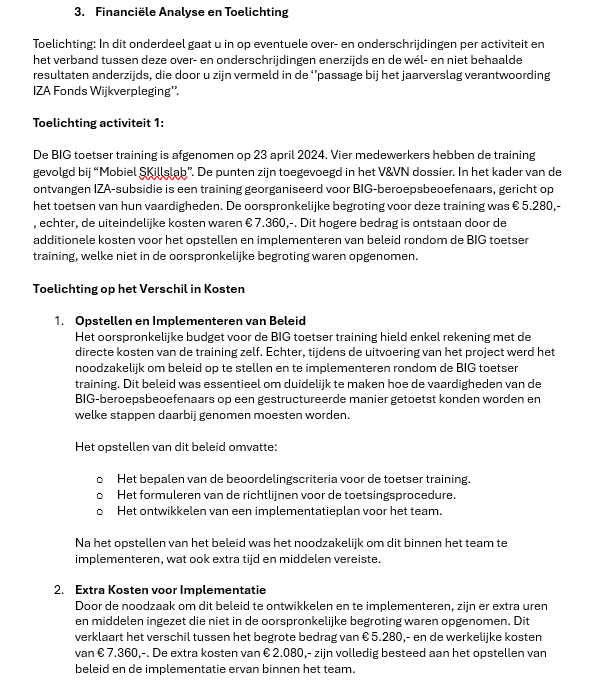 3. Financiële Analyse en Toelichting
Toelichting: In dit onderdeel gaat u in op eventuele over- en onderschrijdingen per activiteit en
het verband tussen deze over- en onderschrijdingen enerzijds en de wél- en niet behaalde
resultaten anderzijds, die door u zijn vermeld in de ‘’passage bij het jaarverslag verantwoording
IZA Fonds Wijkverpleging’’.
Toelichting activiteit 1:
De BIG toetser training is afgenomen op 23 april 2024. Vier medewerkers hebben de training
gevolgd bij “Mobiel SKillslab”. De punten zijn toegevoegd in het V&VN dossier. In het kader van de
ontvangen IZA-subsidie is een training georganiseerd voor BIG-beroepsbeoefenaars, gericht op
het toetsen van hun vaardigheden. De oorspronkelijke begroting voor deze training was € 5.280,-
, echter, de uiteindelijke kosten waren € 7.360,-. Dit hogere bedrag is ontstaan door de
additionele kosten voor het opstellen en implementeren van beleid rondom de BIG toetser
training, welke niet in de oorspronkelijke begroting waren opgenomen.
Toelichting op het Verschil in Kosten
1. Opstellen en Implementeren van Beleid
Het oorspronkelijke budget voor de BIG toetser training hield enkel rekening met de
directe kosten van de training zelf. Echter, tijdens de uitvoering van het project werd het
noodzakelijk om beleid op te stellen en te implementeren rondom de BIG toetser
training. Dit beleid was essentieel om duidelijk te maken hoe de vaardigheden van de
BIG-beroepsbeoefenaars op een gestructureerde manier getoetst konden worden en
welke stappen daarbij genomen moesten worden.
Het opstellen van dit beleid omvatte:
o Het bepalen van de beoordelingscriteria voor de toetser training.
o Het formuleren van de richtlijnen voor de toetsingsprocedure.
o Het ontwikkelen van een implementatieplan voor het team.
Na het opstellen van het beleid was het noodzakelijk om dit binnen het team te
implementeren, wat ook extra tijd en middelen vereiste.
2. Extra Kosten voor Implementatie
Door de noodzaak om dit beleid te ontwikkelen en te implementeren, zijn er extra uren
en middelen ingezet die niet in de oorspronkelijke begroting waren opgenomen. Dit
verklaart het verschil tussen het begrote bedrag van € 5.280,- en de werkelijke kosten
van € 7.360,-. De extra kosten van € 2.080,- zijn volledig besteed aan het opstellen van
beleid en de implementatie ervan binnen het team.